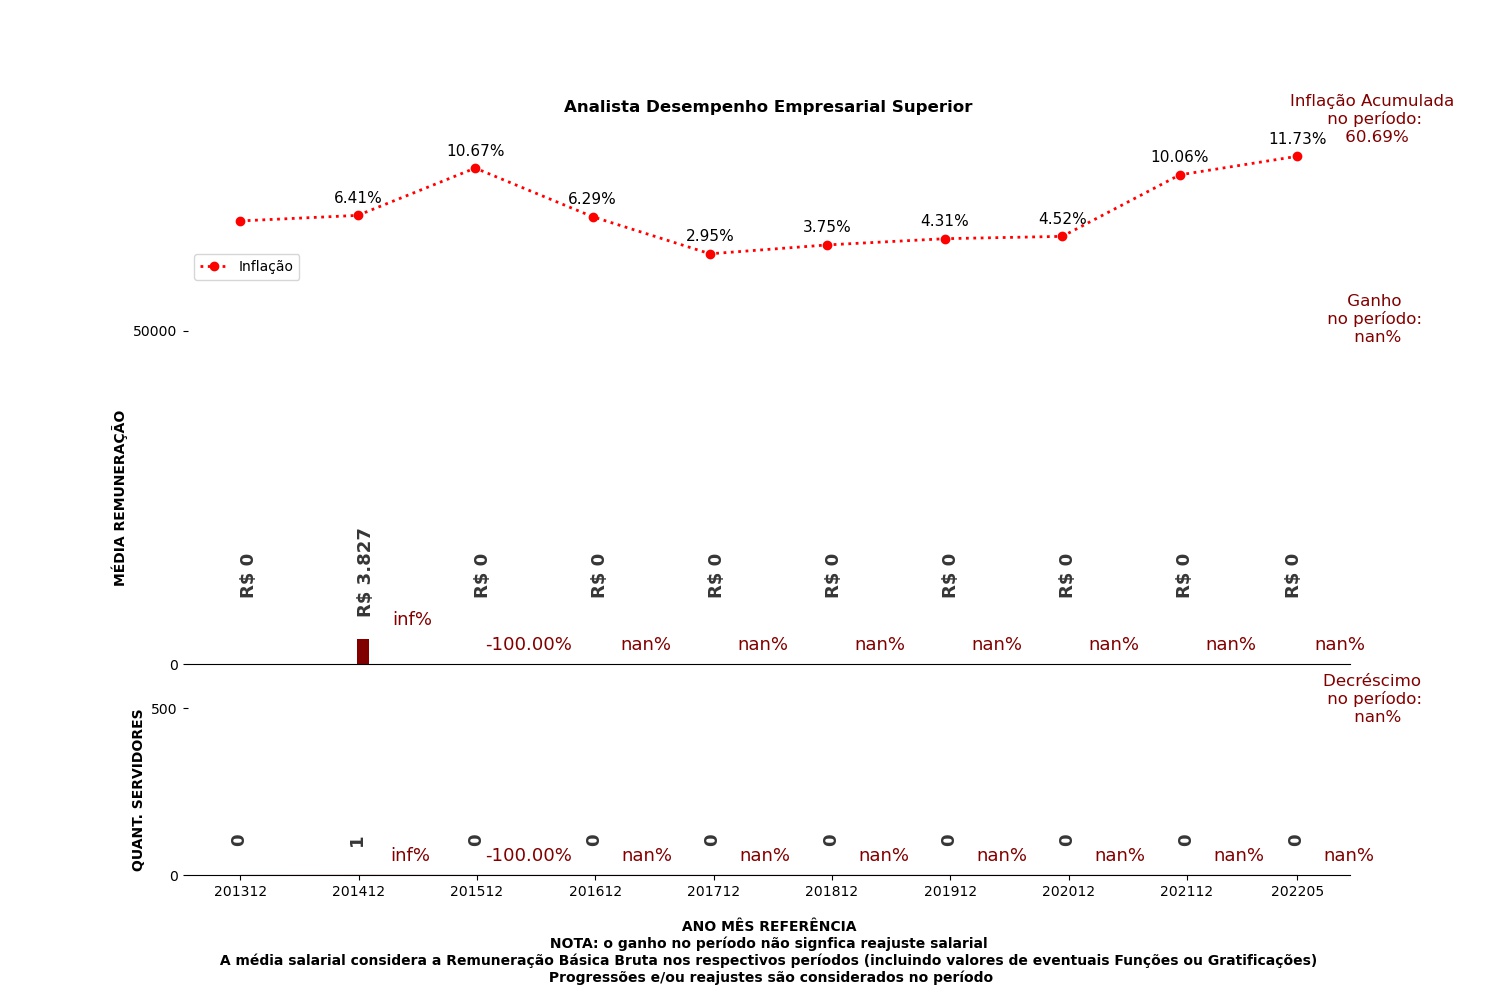 Analista Desempenho Empresarial Superior
Inflação Acumulada
no período:
60.69%
6.41%
10.67%
6.29%
2.95%
3.75%
4.31%
4.52%
10.06%
11.73%
Inflação
Ganho
no período:
nan%
50000
0
MÉDIA REMUNERAÇÃO
R$ 0
R$ 3.827
R$ 0
R$ 0
R$ 0
R$ 0
R$ 0
R$ 0
R$ 0
R$ 0
inf%
-100.00%
nan%
nan%
nan%
nan%
nan%
nan%
nan%
Decréscimo
no período:
nan%
500
0
QUANT. SERVIDORES
0
1
0
0
0
0
0
0
0
0
inf%
-100.00%
nan%
nan%
nan%
nan%
nan%
nan%
nan%
201312
201412
201512
201612
201712
201812
201912
202012
202112
202205
ANO MÊS REFERÊNCIA
NOTA: o ganho no período não signfica reajuste salarial
A média salarial considera a Remuneração Básica Bruta nos respectivos períodos (incluindo valores de eventuais Funções ou Gratificações)
Progressões e/ou reajustes são considerados no período